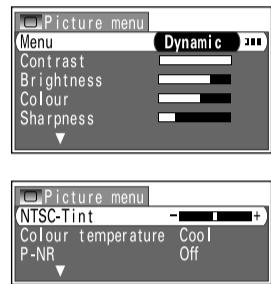 Picture menu
Menu Dynamic
Contrast
Brightness
Colour
Sharpness
Picture menu
NTSC-Tint - +
Colour temperature Cool
P-NR Off